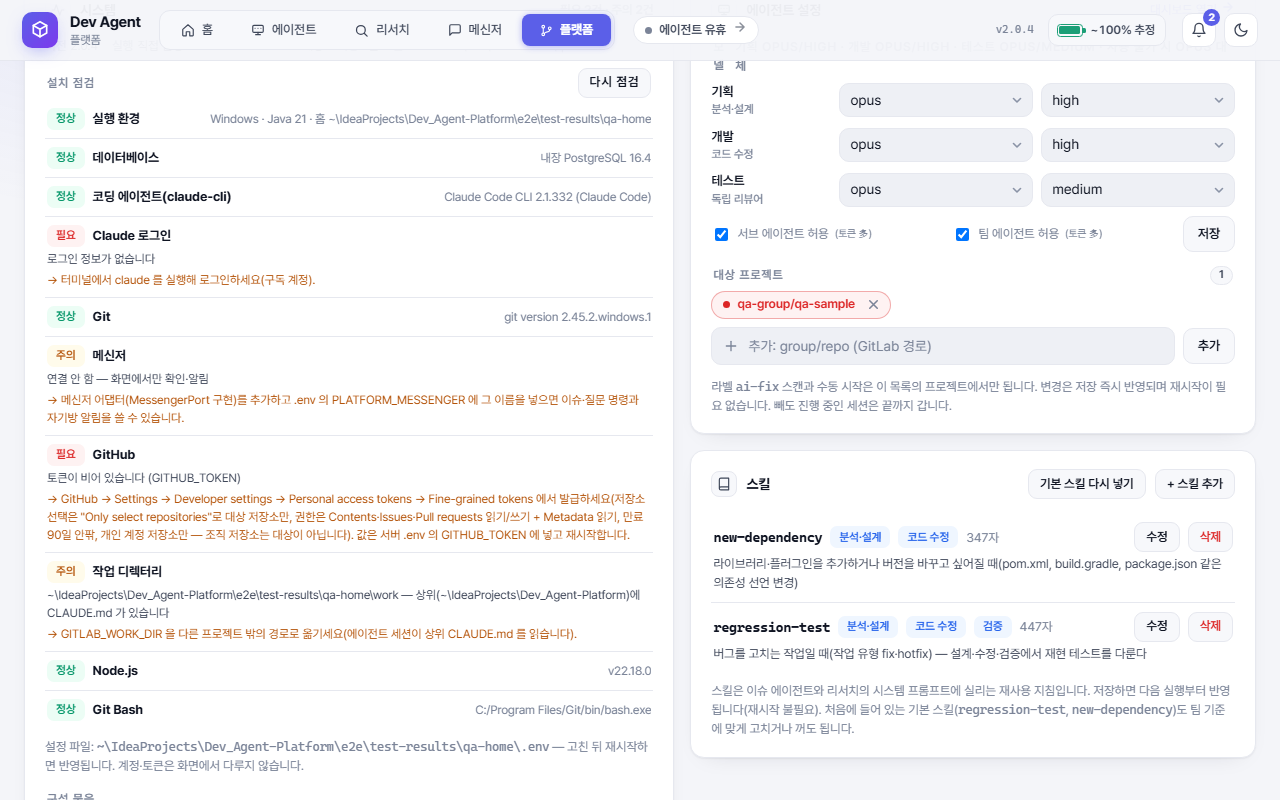 Dev Agent
플랫폼
홈
에이전트
리서치
메신저
플랫폼
에이전트 유휴 →
v2.0.4
~100% 추정
2
설치 점검
다시 점검
정상 실행 환경 Windows · Java 21 · 홈 ~\IdeaProjects\Dev_Agent-Platform\e2e\test-results\qa-home
정상 데이터베이스 내장 PostgreSQL 16.4
정상 코딩 에이전트(claude-cli) Claude Code CLI 2.1.332 (Claude Code)
필요 Claude 로그인
로그인 정보가 없습니다
→ 터미널에서 claude 를 실행해 로그인하세요(구독 계정).
정상 Git git version 2.45.2.windows.1
주의 메신저
연결 안 함 — 화면에서만 확인·알림
→ 메신저 어댑터(MessengerPort 구현)를 추가하고 .env 의 PLATFORM_MESSENGER 에 그 이름을 넣으면 이슈·질문 명령과
자기방 알림을 쓸 수 있습니다.
필요 GitHub
토큰이 비어 있습니다 (GITHUB_TOKEN)
→ GitHub → Settings → Developer settings → Personal access tokens → Fine-grained tokens 에서 발급하세요(저장소
선택은 "Only select repositories"로 대상 저장소만, 권한은 Contents·Issues·Pull requests 읽기/쓰기 + Metadata 읽기, 만료
90일 안팎, 개인 계정 저장소만 — 조직 저장소는 대상이 아닙니다). 값은 서버 .env 의 GITHUB_TOKEN 에 넣고 재시작합니다.
주의 작업 디렉터리
~\IdeaProjects\Dev_Agent-Platform\e2e\test-results\qa-home\work — 상위(~\IdeaProjects\Dev_Agent-Platform)에
CLAUDE.md 가 있습니다
→ GITLAB_WORK_DIR 을 다른 프로젝트 밖의 경로로 옮기세요(에이전트 세션이 상위 CLAUDE.md 를 읽습니다).
정상 Node.js v22.18.0
정상 Git Bash C:/Program Files/Git/bin/bash.exe
설정 파일: ~\IdeaProjects\Dev_Agent-Platform\e2e\test-results\qa-home\.env — 고친 뒤 재시작하
면 반영됩니다. 계정·토큰은 화면에서 다루지 않습니다.
델 체
기획 opus high
분석·설계
개발 opus high
코드 수정
테스트 opus medium
독립 리뷰어
서브 에이전트 허용 (토큰 多) 팀 에이전트 허용 (토큰 多) 저장
대상 프로젝트 1
qa-group/qa-sample
추가: group/repo (GitLab 경로) 추가
라벨 ai-fix 스캔과 수동 시작은 이 목록의 프로젝트에서만 됩니다. 변경은 저장 즉시 반영되며 재시작이 필
요 없습니다. 빼도 진행 중인 세션은 끝까지 갑니다.
스킬 기본 스킬 다시 넣기 + 스킬 추가
new-dependency 분석·설계 코드 수정 347자 수정 삭제
라이브러리·플러그인을 추가하거나 버전을 바꾸고 싶어질 때(pom.xml, build.gradle, package.json 같은
의존성 선언 변경)
regression-test 분석·설계 코드 수정 검증 447자 수정 삭제
버그를 고치는 작업일 때(작업 유형 fix·hotfix) — 설계·수정·검증에서 재현 테스트를 다룬다
스킬은 이슈 에이전트와 리서치의 시스템 프롬프트에 실리는 재사용 지침입니다. 저장하면 다음 실행부터 반영
됩니다(재시작 불필요). 처음에 들어 있는 기본 스킬(regression-test, new-dependency)도 팀 기준
에 맞게 고치거나 꺼도 됩니다.